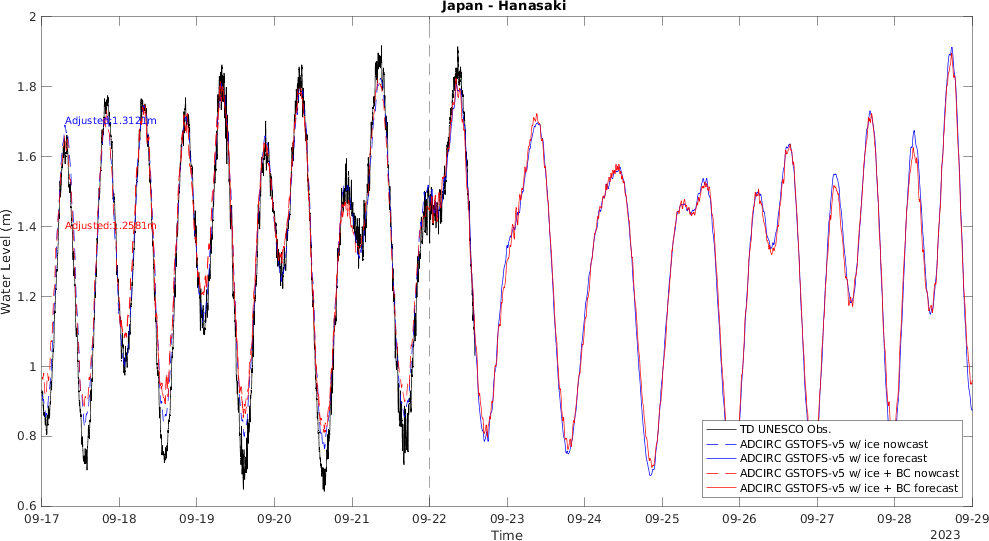 Japan - Hanasaki
2
1.8
1.6
1.4
1.2
1
0.8
0.6
Water Level (m)
Adjusted:1.3121m
Adjusted:1.2581m
TD UNESCO Obs.
ADCIRC GSTOFS-v5 w/ ice nowcast
ADCIRC GSTOFS-v5 w/ ice forecast
ADCIRC GSTOFS-v5 w/ ice + BC nowcast
ADCIRC GSTOFS-v5 w/ ice + BC forecast
09-17 09-18 09-19 09-20 09-21 09-22 09-23 09-24 09-25 09-26 09-27 09-28 09-29
Time
2023